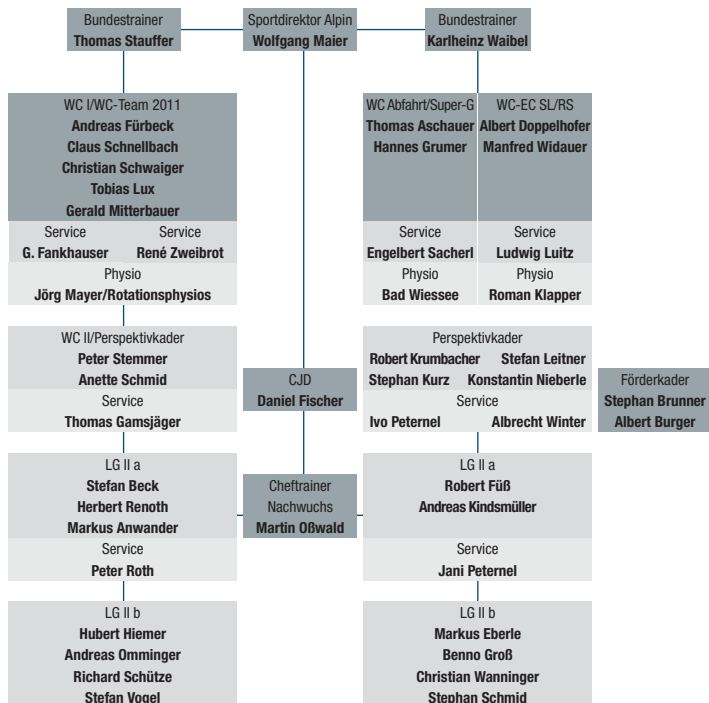 Bundestrainer
Thomas Stauffer
Sportdirektor Alpin
Wolfgang Maier
Bundestrainer
Karlheinz Waibel
WC I/WC-Team 2011
Andreas Fürbeck
Claus Schnellbach
Christian Schwaiger
Tobias Lux
Gerald Mitterbauer
Service Service
G. Fankhauser René Zweibrot
Physio
Jörg Mayer/Rotationsphysios
WC Abfahrt/Super-G
Thomas Aschauer
Hannes Grumer
Service
Engelbert Sacherl
Physio
Bad Wiessee
WC-EC SL/RS
Albert Doppelhofer
Manfred Widauer
Service
Ludwig Luitz
Physio
Roman Klapper
WC II/Perspektivkader
Peter Stemmer
Anette Schmid
Service
Thomas Gamsjäger
CJD
Daniel Fischer
Perspektivkader
Robert Krumbacher Stefan Leitner
Stephan Kurz Konstantin Nieberle
Service
Ivo Peternel Albrecht Winter
Förderkader
Stephan Brunner
Albert Burger
LG II a
Stefan Beck
Herbert Renoth
Markus Anwander
Service
Peter Roth
Cheftrainer
Nachwuchs
Martin Oßwald
LG II a
Robert Füß
Andreas Kindsmüller
Service
Jani Peternel
LG II b
Hubert Hiemer
Andreas Omminger
Richard Schütze
Stefan Vogel
LG II b
Markus Eberle
Benno Groß
Christian Wanninger
Stephan Schmid